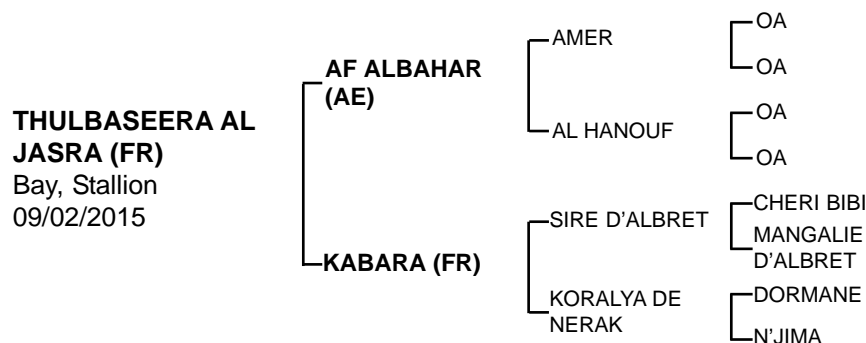 THULBASEERA AL
JASRA (FR)
Bay, Stallion
09/02/2015
AF ALBAHAR
(AE)
KABARA (FR)
AMER
AL HANOUF
SIRE D'ALBRET
KORALYA DE
NERAK
OA
OA
OA
OA
CHERI BIBI
MANGALIE
D'ALBRET
DORMANE
N'JIMA